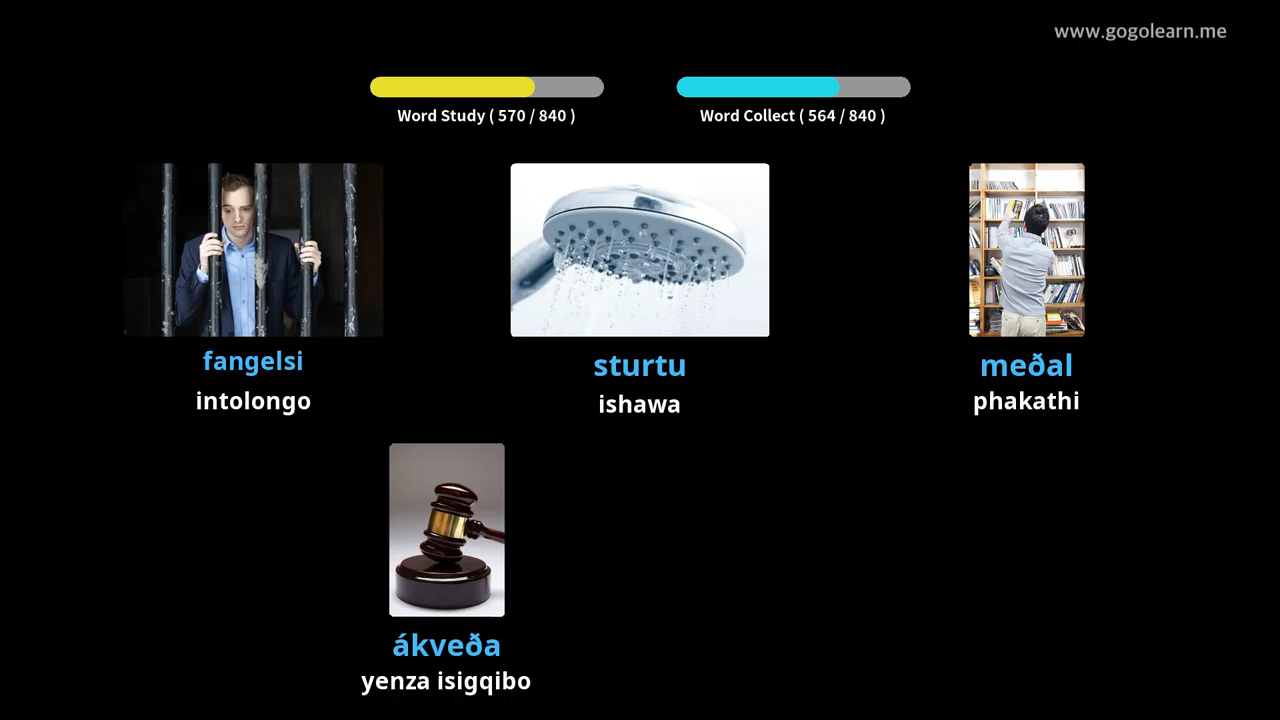 www.gogolearn.me
Word Study ( 570 / 840 )
Word Collect ( 564 / 840 )
fangelsi
intolongo
sturtu
ishawa
meðal
phakathi
ákveða
yenza isigqibo